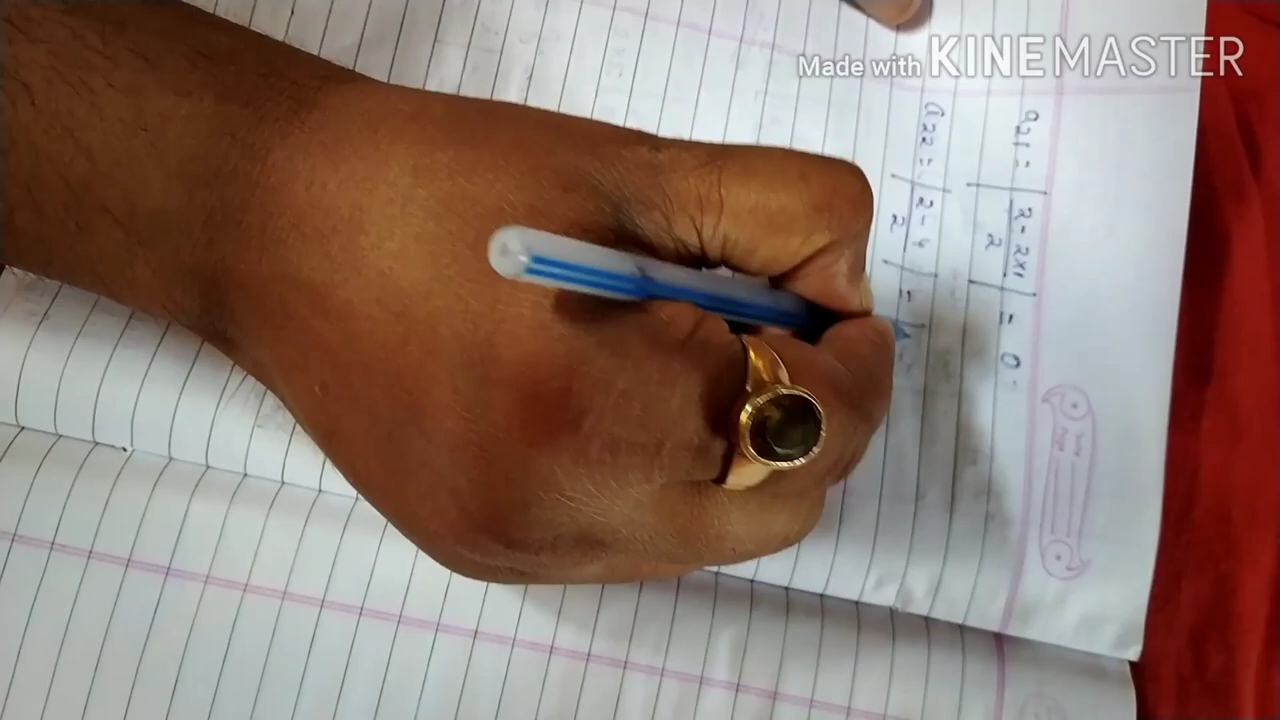 Made with KINEMASTER
a21 = | 2-2×1 / 2 | = 0
a22 = | 2-4 / 2 | =